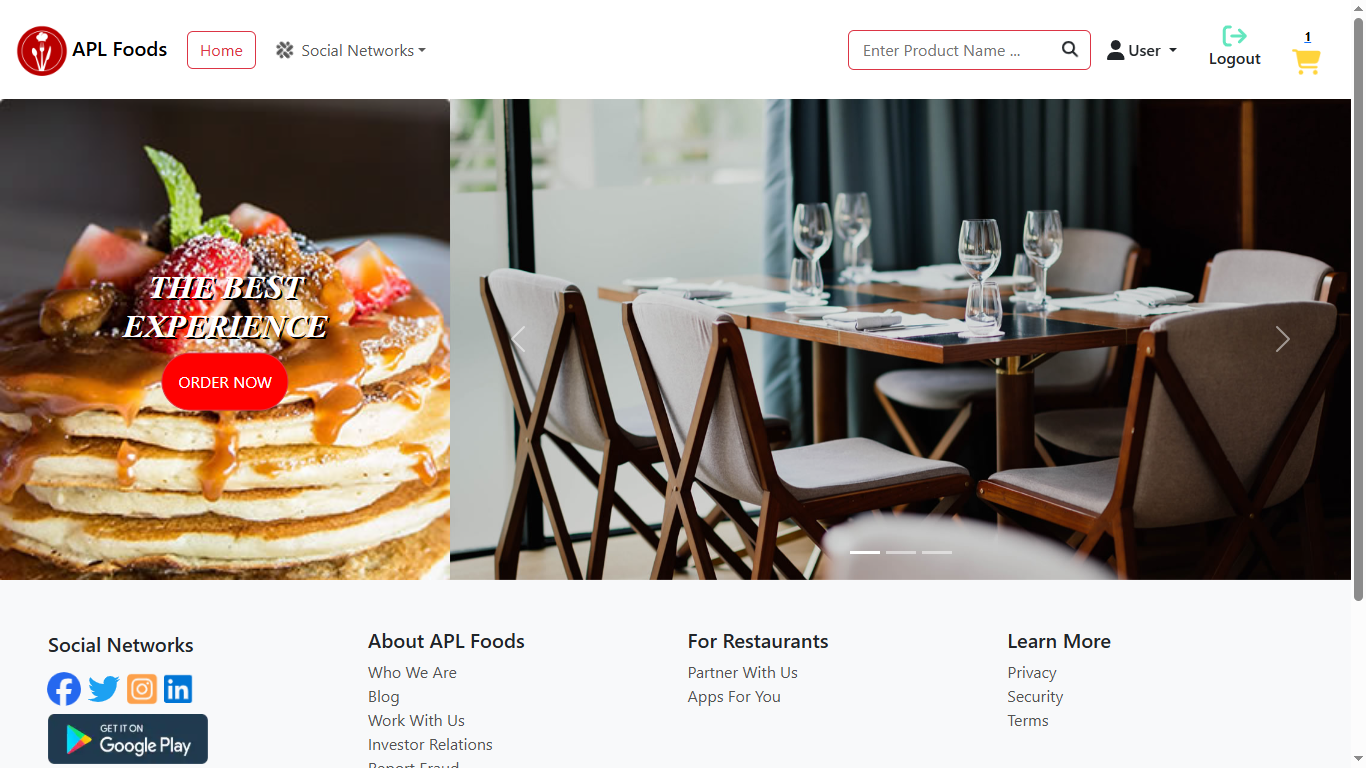 APL Foods
Home
Social Networks
Enter Product Name ...
User
Logout
1
THE BEST
EXPERIENCE
ORDER NOW
Social Networks
GET IT ON
Google Play
About APL Foods
Who We Are
Blog
Work With Us
Investor Relations
Report Fraud
For Restaurants
Partner With Us
Apps For You
Learn More
Privacy
Security
Terms